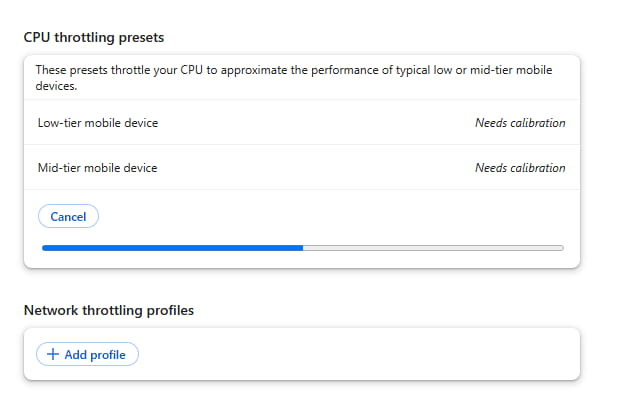 CPU throttling presets
These presets throttle your CPU to approximate the performance of typical low or mid-tier mobile
devices.
Low-tier mobile device Needs calibration
Mid-tier mobile device Needs calibration
Cancel
Network throttling profiles
Add profile